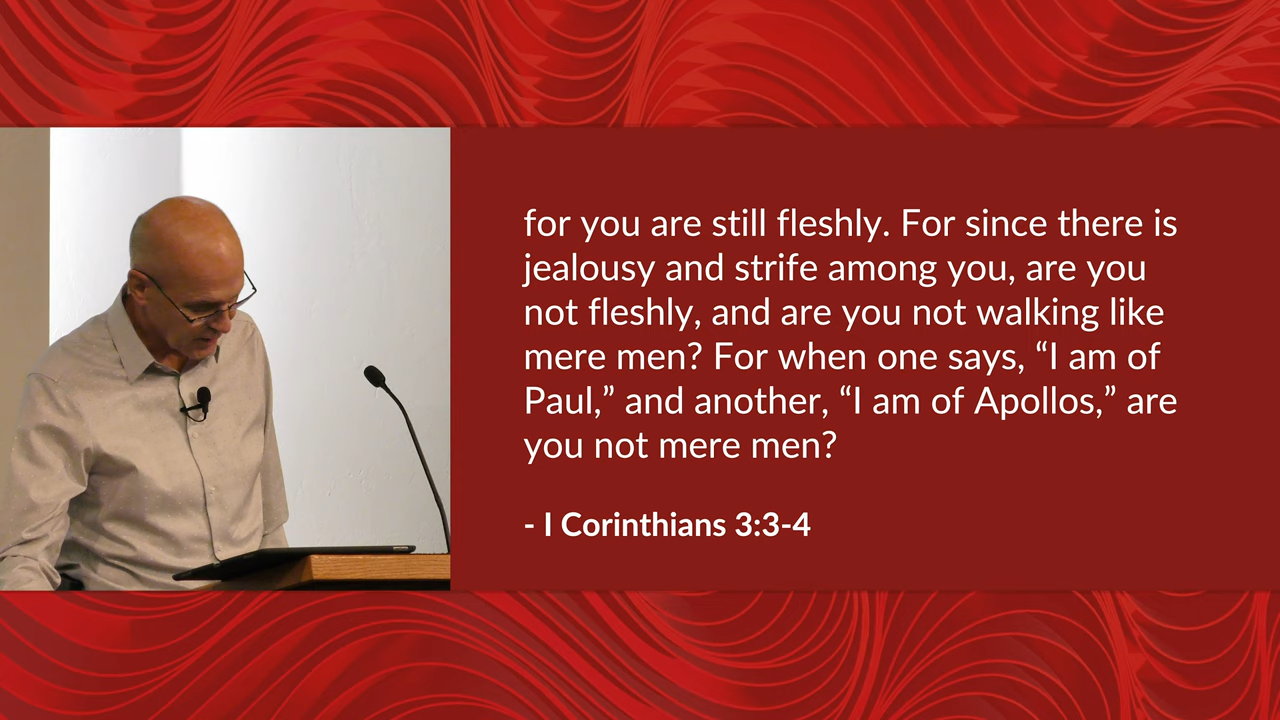 for you are still fleshly. For since there is
jealousy and strife among you, are you
not fleshly, and are you not walking like
mere men? For when one says, “I am of
Paul,” and another, “I am of Apollos,” are
you not mere men?
- I Corinthians 3:3-4